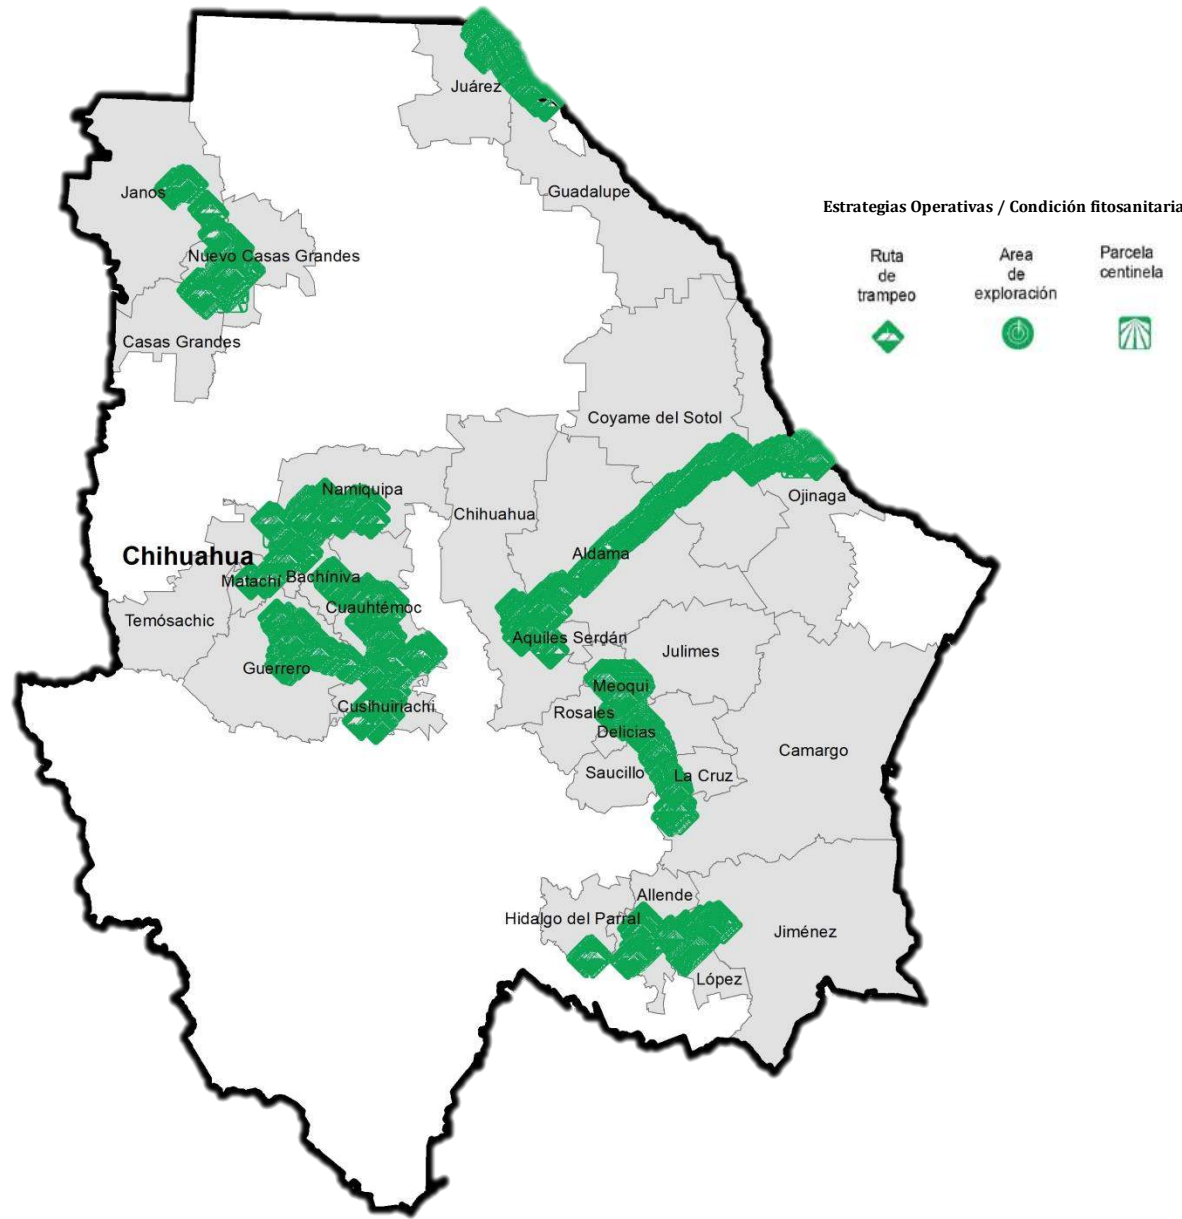 Juárez
Janos
Guadalupe
Estrategias Operativas / Condición fitosanitaria
Ruta
de
trampeo
Area
de
exploración
Parcela
centinela
Nuevo Casas Grandes
Casas Grandes
Coyame del Sotol
Namiquipa
Chihuahua
Ojinaga
Chihuahua
Aldama
Matachí
Bachíniva
Cuauhtémoc
Temósachic
Aquiles Serdán
Julimes
Guerrero
Meoqui
Cusihuiriachi
Rosales
Delicias
Camargo
Saucillo
La Cruz
Allende
Hidalgo del Parral
Jiménez
López